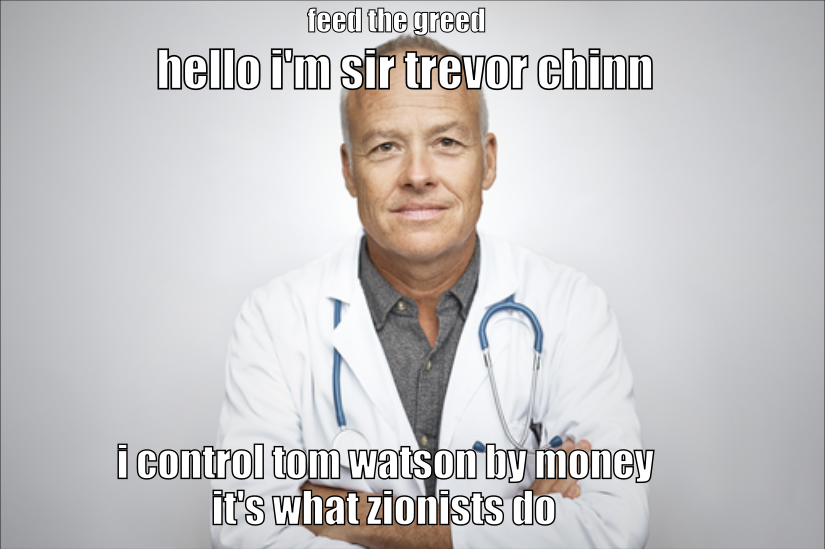 feed the greed
hello i'm sir trevor chinn
i control tom watson by money
it's what zionists do